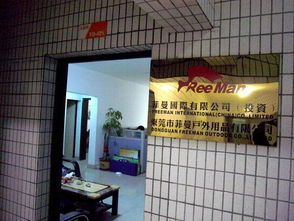 FreeMan
菲曼國際有限公司（投資）
FREEMAN INTERNATIONAL(CHINA)CO.,LIMITED
東莞市菲曼戶外用品有限公司
DONGGUAN FREEMAN OUTDOOR CO.,LTD